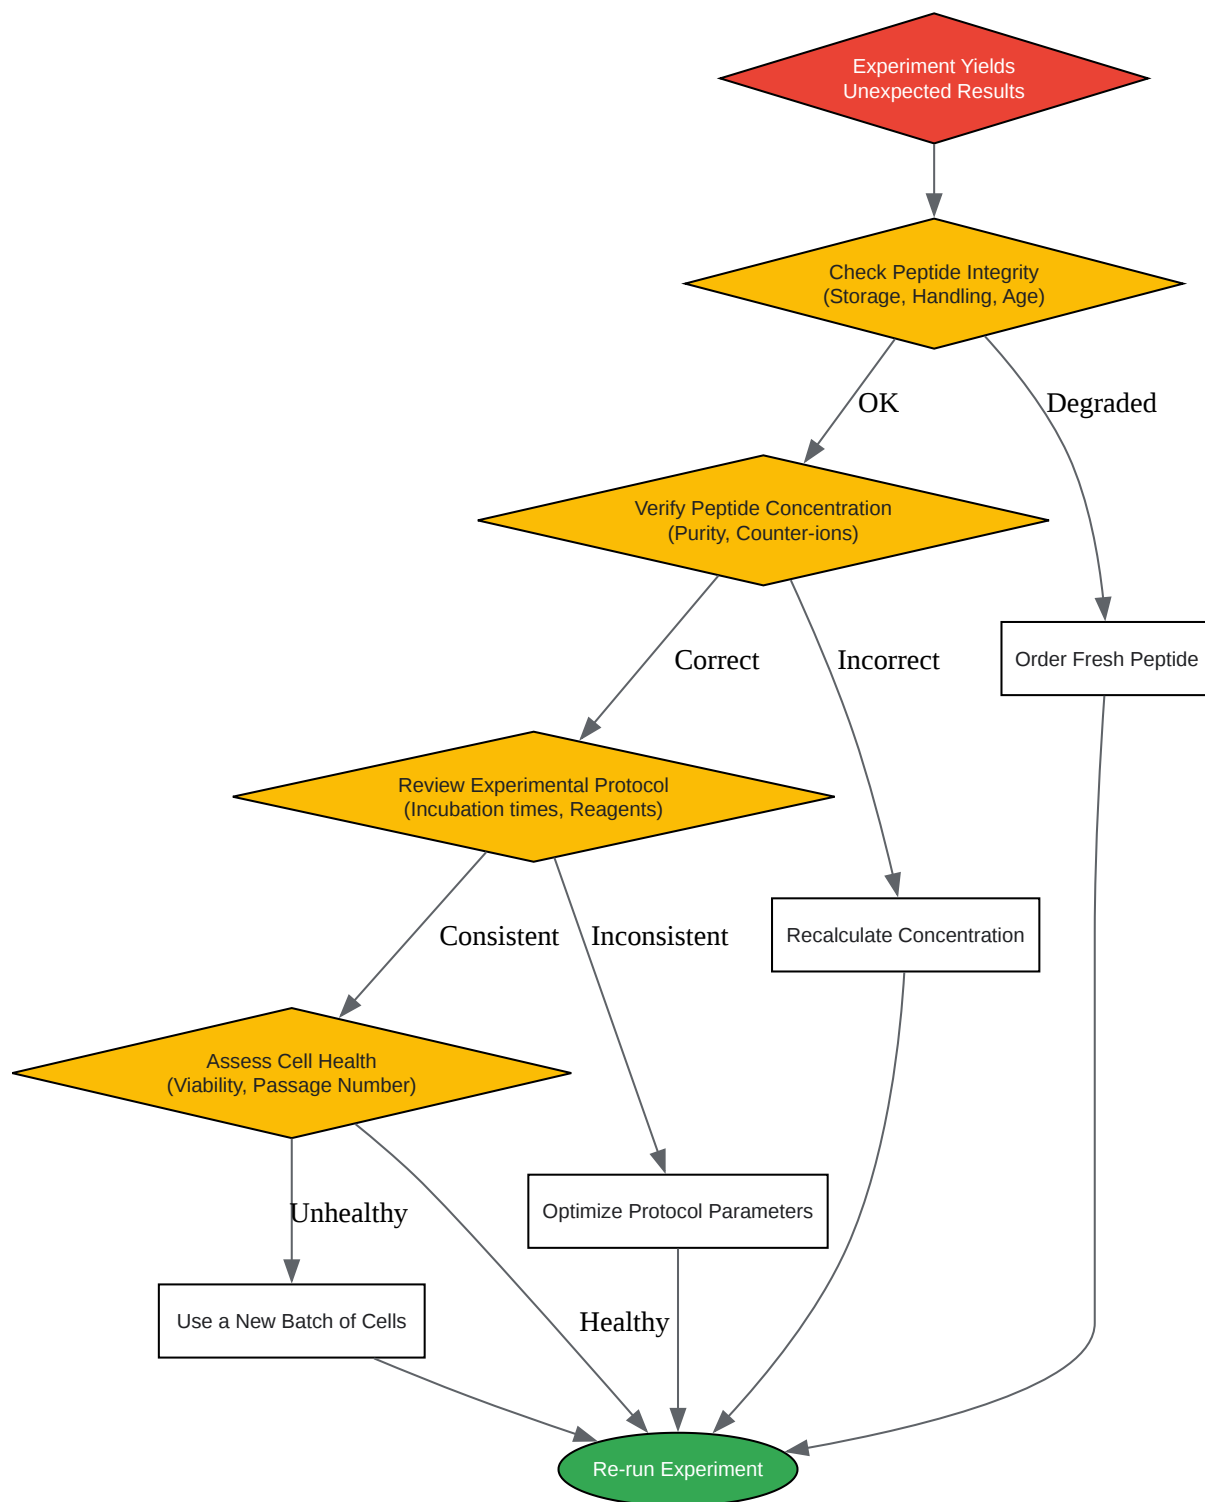 Experiment Yields
Unexpected Results
Check Peptide Integrity
(Storage, Handling, Age)
OK
Degraded
Verify Peptide Concentration
(Purity, Counter-ions)
Correct
Incorrect
Order Fresh Peptide
Review Experimental Protocol
(Incubation times, Reagents)
Consistent
Inconsistent
Recalculate Concentration
Assess Cell Health
(Viability, Passage Number)
Unhealthy
Optimize Protocol Parameters
Use a New Batch of Cells
Healthy
Re-run Experiment